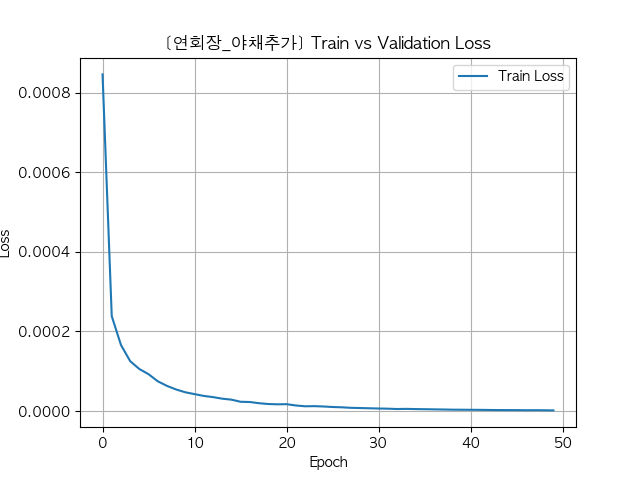 [연회장_야채추가] Train vs Validation Loss
Train Loss
0.0008
0.0006
0.0004
0.0002
0.0000
Loss
0 10 20 30 40 50
Epoch